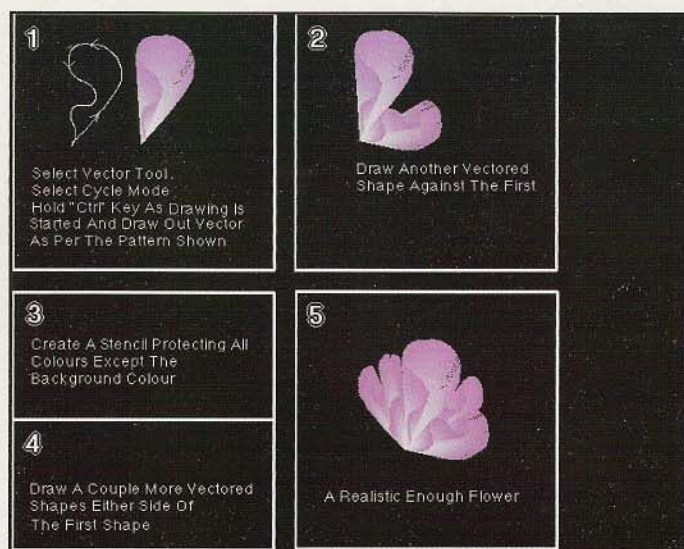 1
Select Vector Tool.
Select Cycle Mode
Hold "Ctrl" Key As Drawing Is
Started And Draw Out Vector
As Per The Pattern Shown
2
Draw Another Vectored
Shape Against The First
3
Create A Stencil Protecting All
Colours Except The
Background Colour
4
Draw A Couple More Vectored
Shapes Either Side Of
The First Shape
5
A Realistic Enough Flower